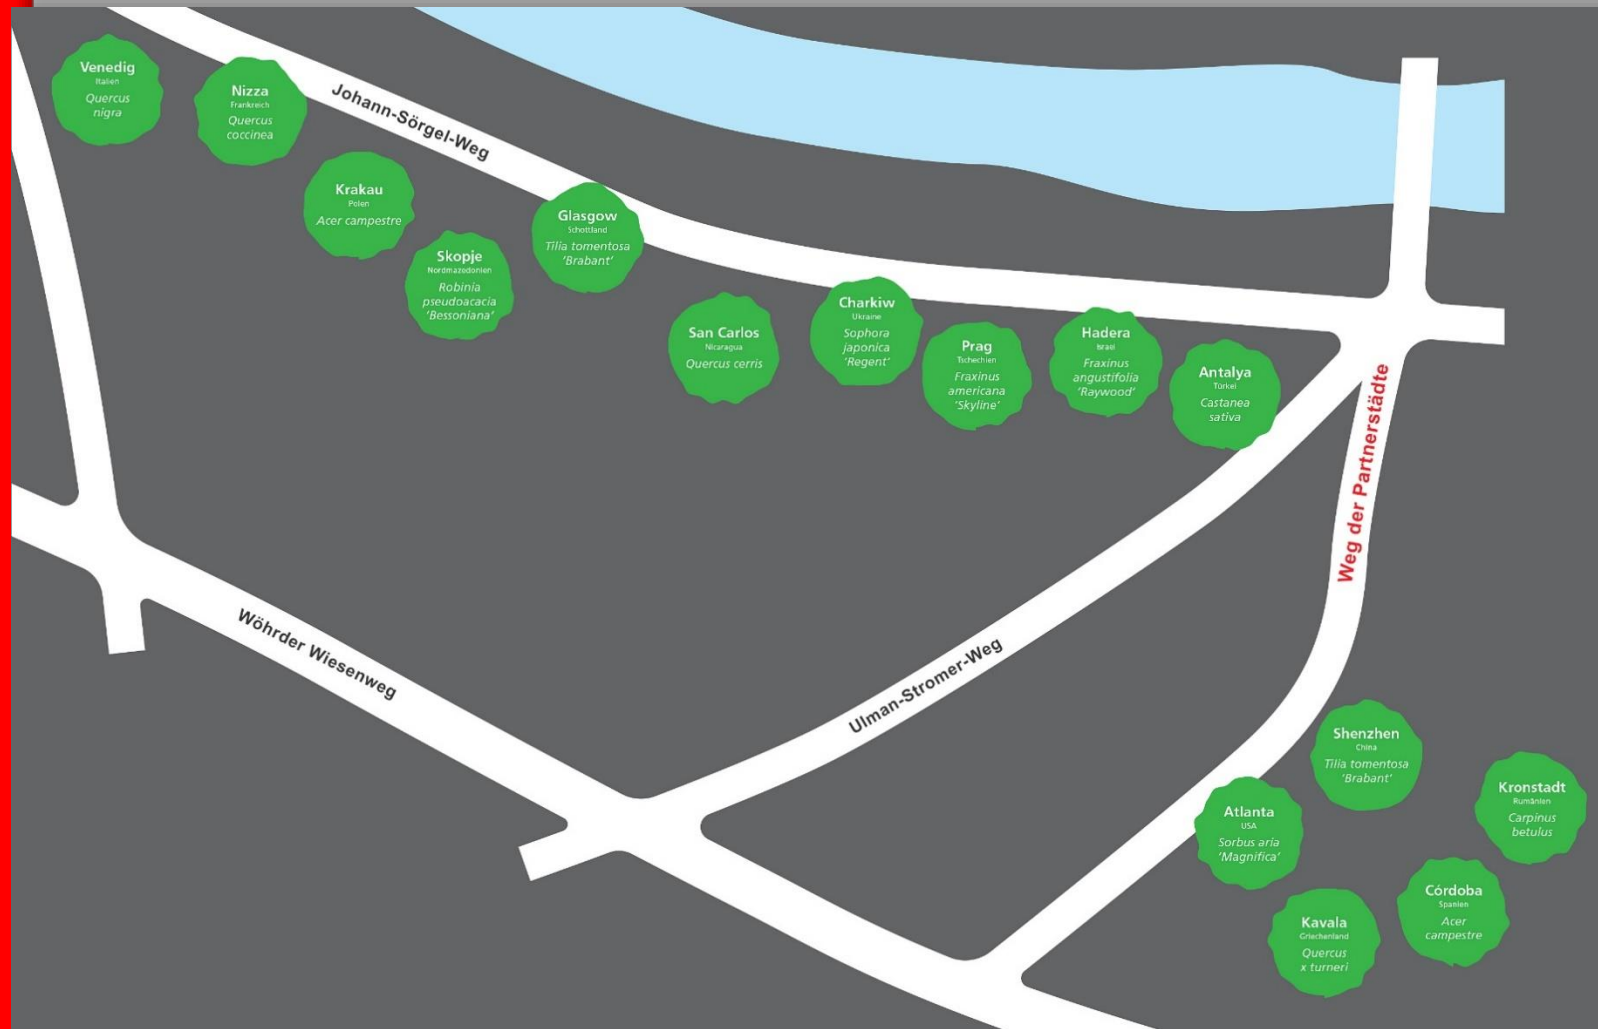 Venedig
Italien
Quercus
nigra
Nizza
Frankreich
Quercus
coccinea
Johann-Sörgel-Weg
Krakau
Polen
Acer campestre
Skopje
Nordmazedonien
Robinia
pseudoacacia
‘Bessoniana’
Glasgow
Schottland
Tilia tomentosa
‘Brabant’
San Carlos
Nicaragua
Quercus cerris
Charkiw
Ukraine
Sophora
japonica
‘Regent’
Prag
Tschechien
Fraxinus
americana
‘Skyline’
Hadera
Israel
Fraxinus
angustifolia
‘Raywood’
Antalya
Türkei
Castanea
sativa
Weg der Partnerstädte
Wöhrder Wiesenweg
Ulman-Stromer-Weg
Shenzhen
China
Tilia tomentosa
‘Brabant’
Kronstadt
Rumänien
Carpinus
betulus
Atlanta
USA
Sorbus aria
‘Magnifica’
Córdoba
Spanien
Acer
campestre
Kavala
Griechenland
Quercus
x turneri